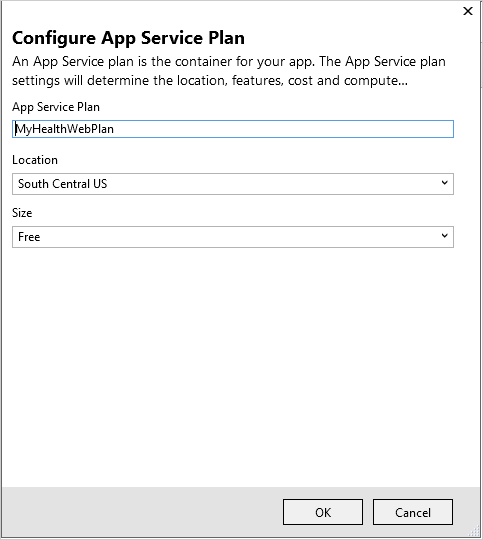 Configure App Service Plan
An App Service plan is the container for your app. The App Service plan
settings will determine the location, features, cost and compute...
App Service Plan
MyHealthWebPlan
Location
South Central US
Size
Free
OK
Cancel